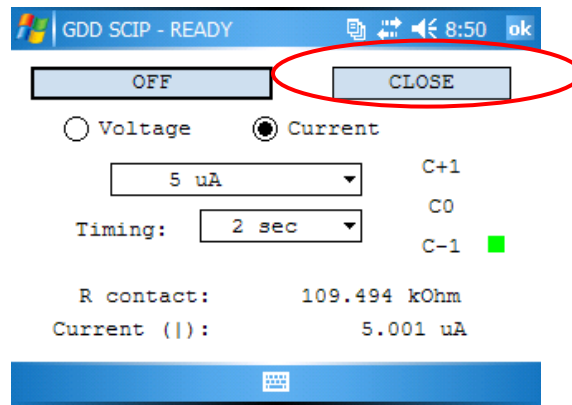 GDD SCIP - READY 8:50 ok
OFF CLOSE
Voltage Current
5 uA
C+1
C0
Timing: 2 sec
C-1
R contact: 109.494 kOhm
Current (|): 5.001 uA